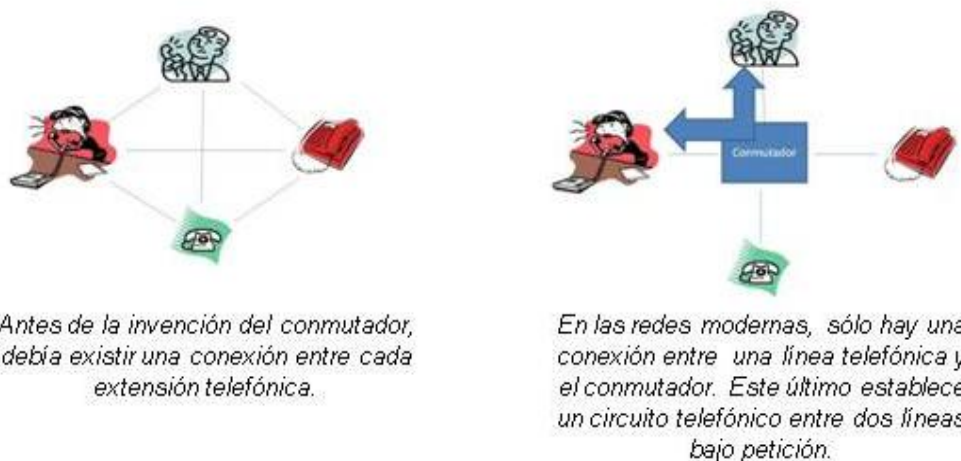 Conmutador
Antes de la invención del conmutador,
debía existir una conexión entre cada
extensión telefónica.
En las redes modernas, sólo hay una
conexión entre una línea telefónica y
el conmutador. Este último establece
un circuito telefónico entre dos líneas
bajo petición.